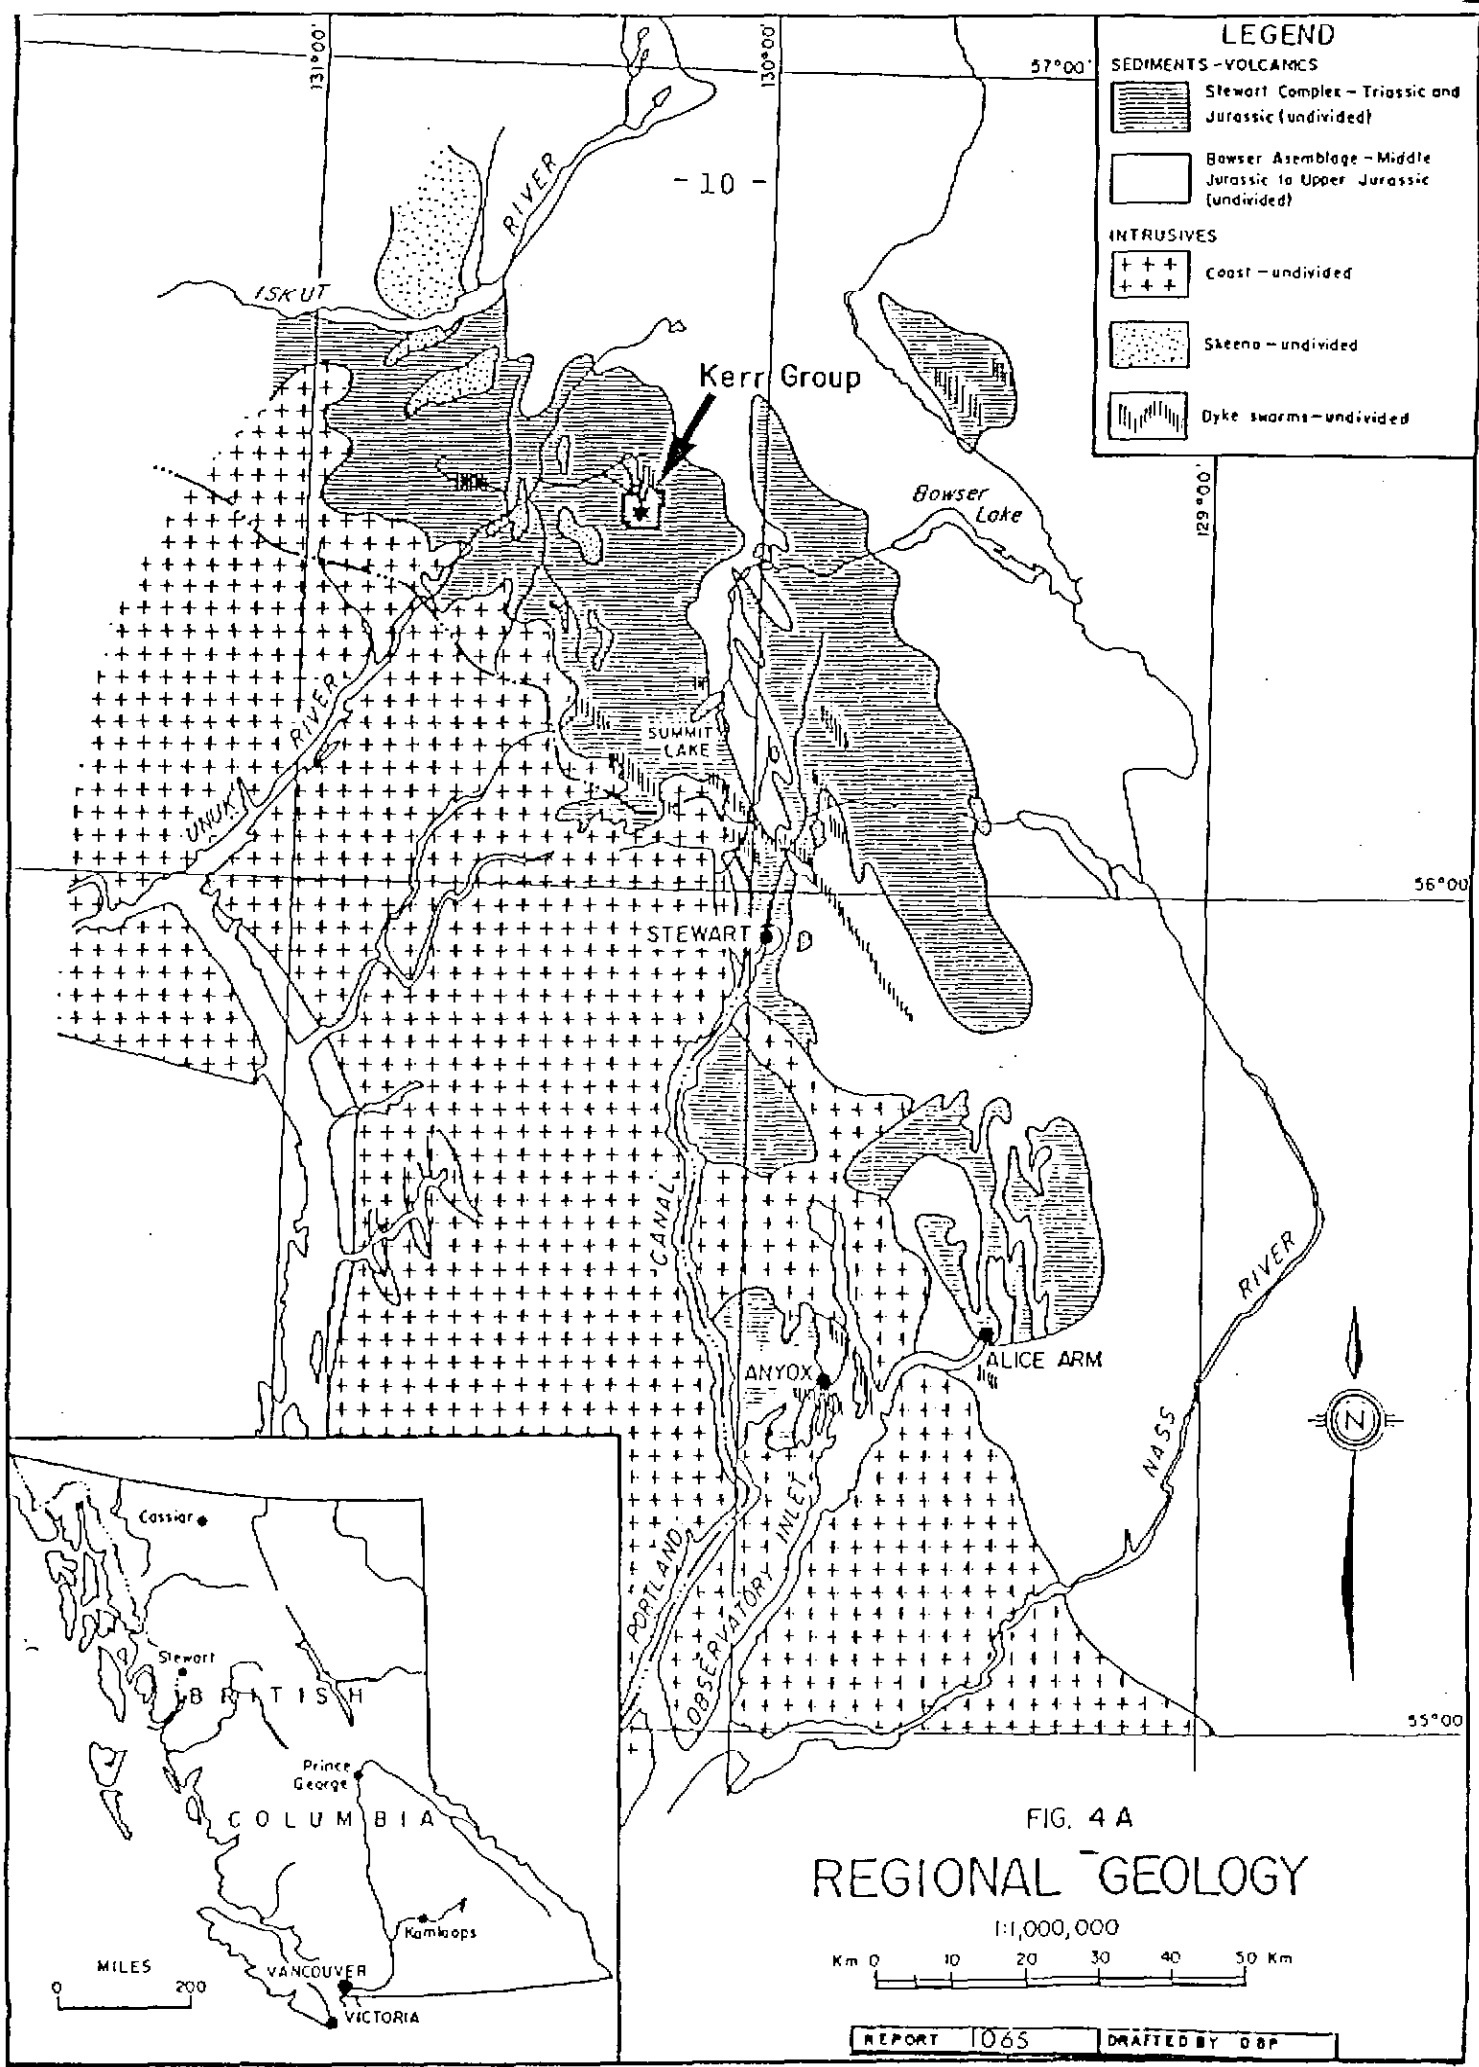 LEGEND
SEDIMENTS - VOLCANICS
Stewart Complex - Triassic and
Jurassic (undivided)
Bowser Asemblage - Middle
Jurassic to Upper Jurassic
(undivided)
INTRUSIVES
Coast - undivided
Skeena - undivided
Dyke swarms - undivided
131°00'
130°00'
57°00'
- 10 -
RIVER
ISKUT
Kerr Group
Bowser
Lake
129°00'
RIVER
UNUK
SUMMIT
LAKE
56°00
STEWART
CANAL
RIVER
ALICE ARM
ANYOX
NASS
N
PORTLAND
OBSERVATORY INLET
55°00
Cassiar
Stewart
BRITISH
Prince
George
COLUMBIA
Kamloops
MILES
0 200
VANCOUVER
VICTORIA
FIG. 4 A
REGIONAL GEOLOGY
1:1,000,000
Km 0 10 20 30 40 50 Km
REPORT 1065 DRAFTED BY DBP